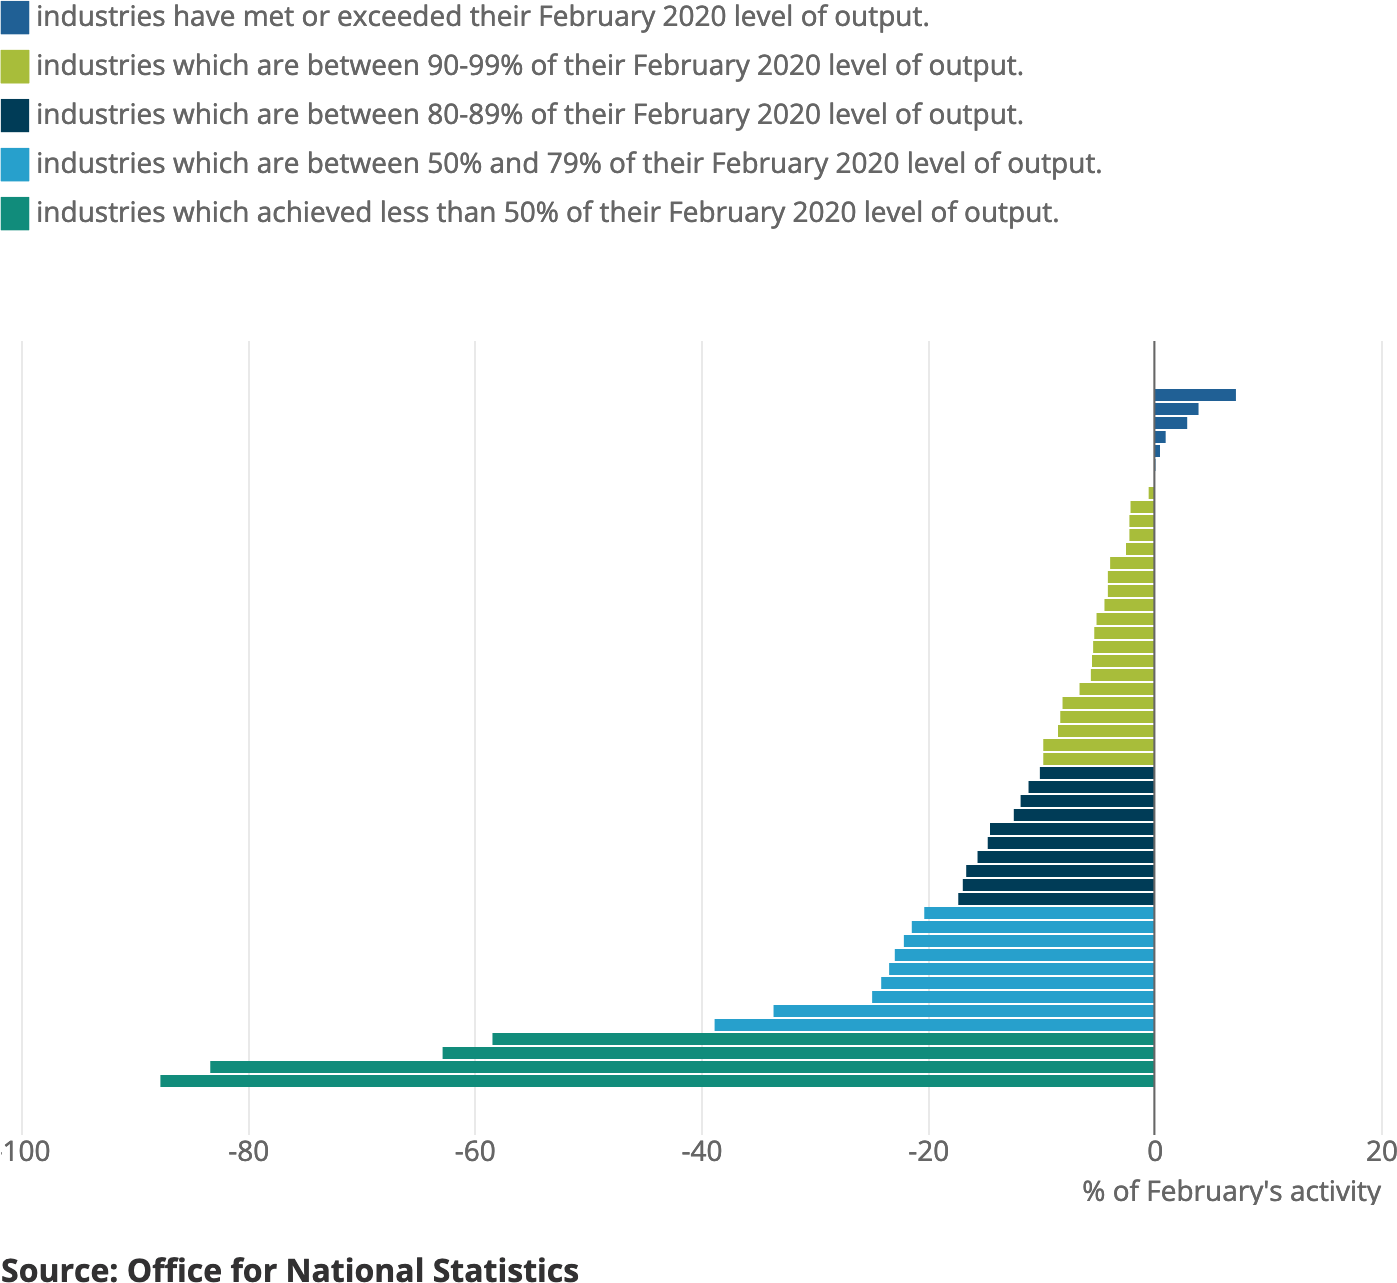 industries have met or exceeded their February 2020 level of output.
industries which are between 90-99% of their February 2020 level of output.
industries which are between 80-89% of their February 2020 level of output.
industries which are between 50% and 79% of their February 2020 level of output.
industries which achieved less than 50% of their February 2020 level of output.
-100 -80 -60 -40 -20 0 20
% of February's activity
Source: Office for National Statistics